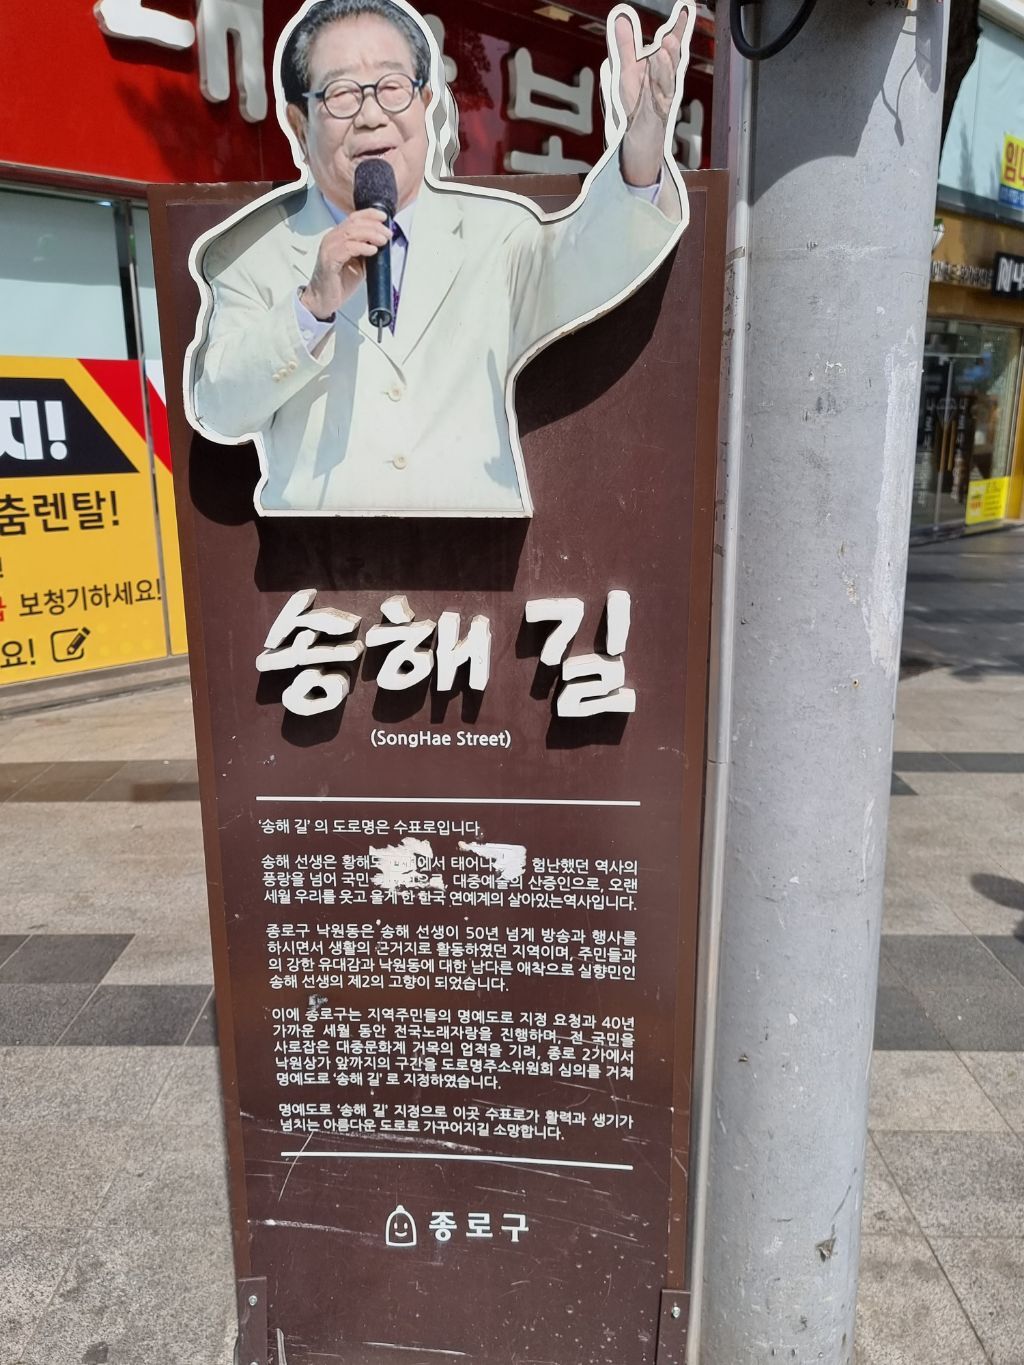 보
지!
춤렌탈!
보청기하세요!
요!
송해 길
(SongHae Street)
'송해 길' 의 도로명은 수표로입니다.
송해 선생은 황해도 에서 태어나 험난했던 역사의
풍랑을 넘어 국민 대중예술의 산증인으로, 오랜
세월 우리를 웃고 울게 한 한국 연예계의 살아있는역사입니다.
종로구 낙원동은 송해 선생이 50년 넘게 방송과 행사를
하시면서 생활의 근거지로 활동하였던 지역이며, 주민들과
의 강한 유대감과 낙원동에 대한 남다른 애착으로 실향민인
송해 선생의 제2의 고향이 되었습니다.
이에 종로구는 지역주민들의 명예도로 지정 요청과 40년
가까운 세월 동안 전국노래자랑을 진행하며, 전 국민을
사로잡은 대중문화계 거목의 업적을 기려, 종로 2가에서
낙원상가 앞까지의 구간을 도로명주소위원회 심의를 거쳐
명예도로 '송해 길' 로 지정하였습니다.
명예도로 '송해 길' 지정으로 이곳 수표로가 활력과 생기가
넘치는 아름다운 도로로 가꾸어지길 소망합니다.
종로구